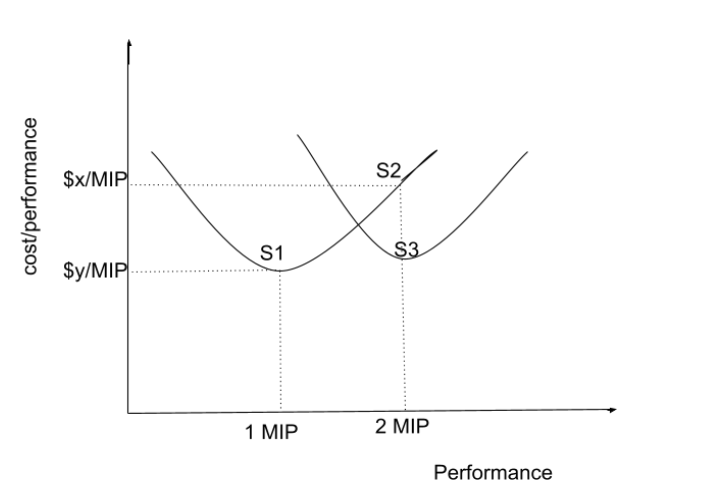 cost/performance
$x/MIP
S2
S1
S3
$y/MIP
1 MIP
2 MIP
Performance